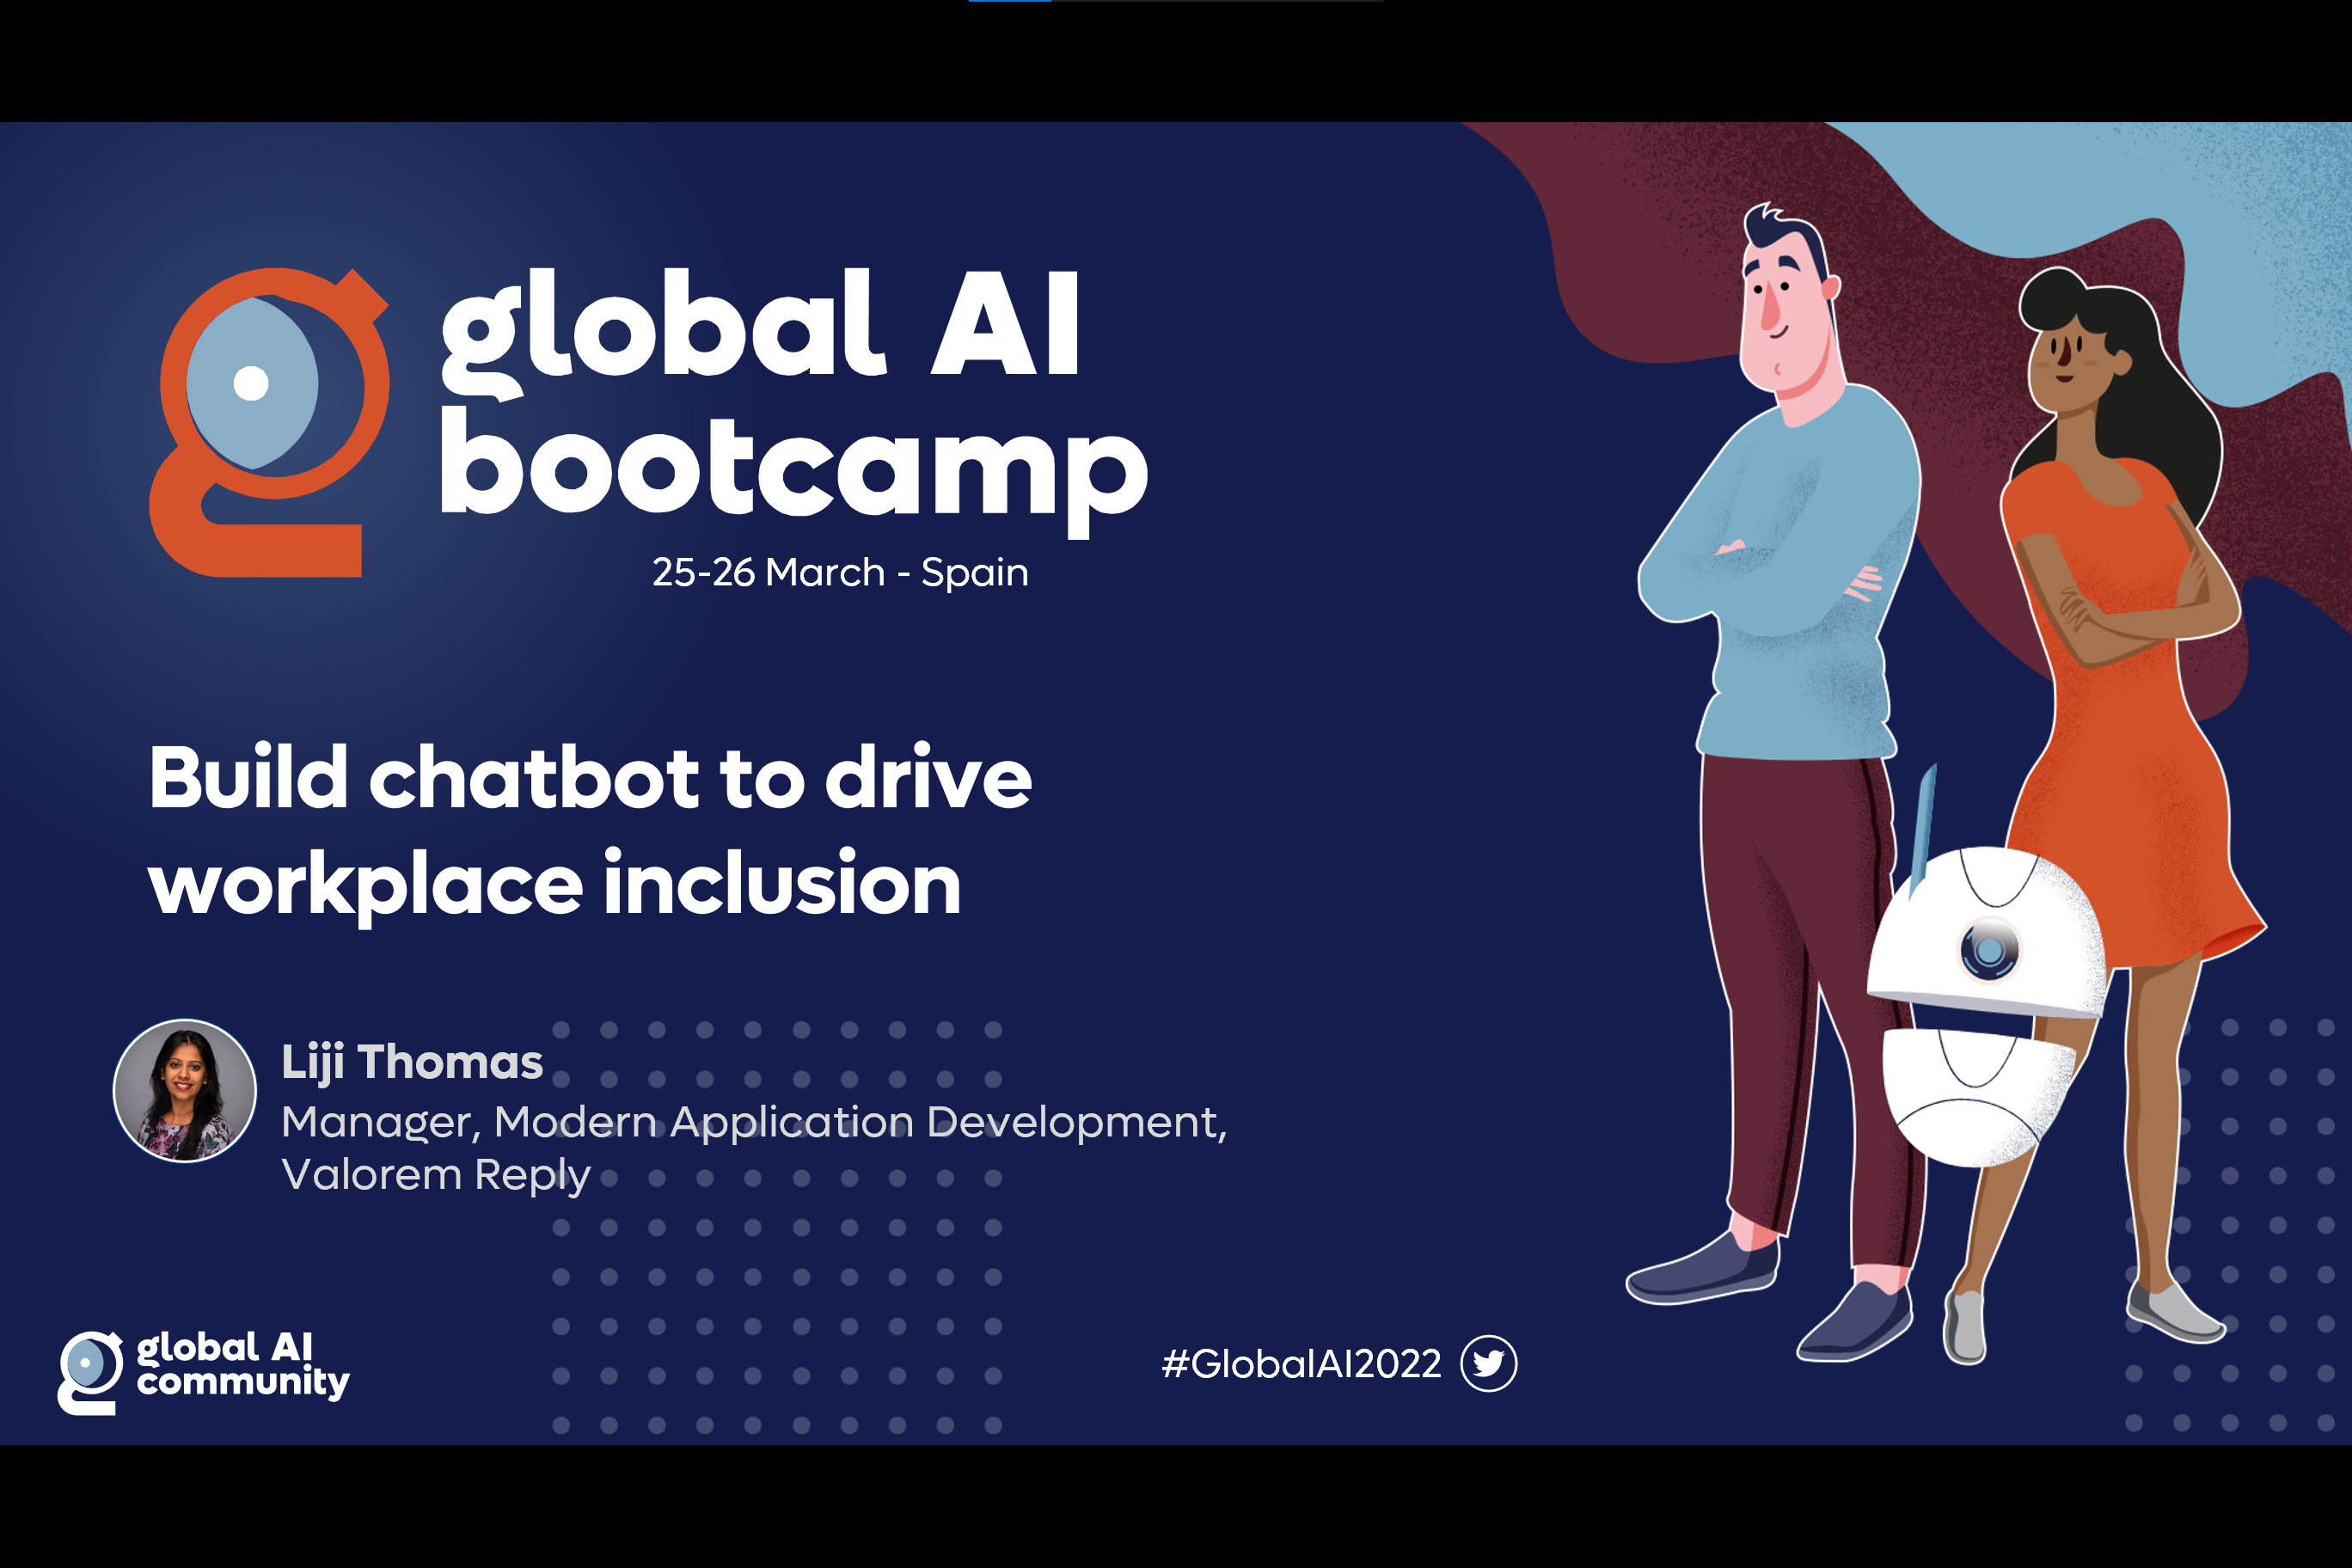 global AI
bootcamp
25-26 March - Spain
Build chatbot to drive
workplace inclusion
Liji Thomas
Manager, Modern Application Development,
Valorem Reply
global AI
community
#GlobalAI2022